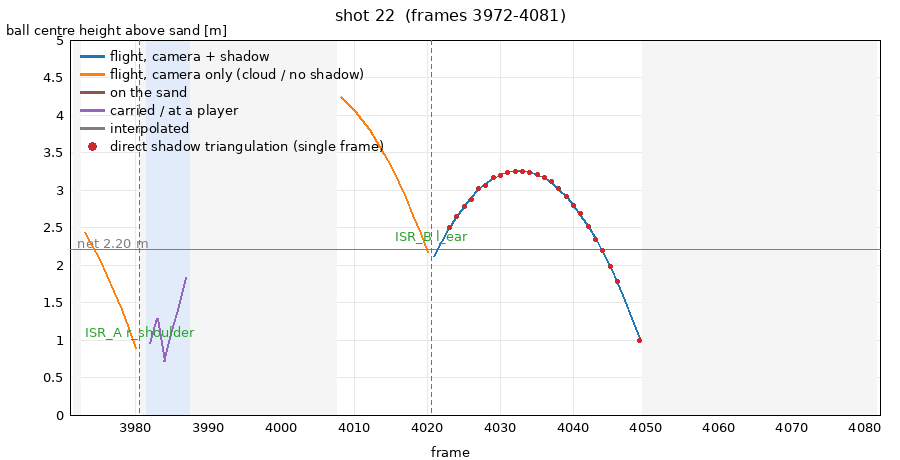 shot 22 (frames 3972-4081)
ball centre height above sand [m]
5
4.5
4
3.5
3
2.5
2
1.5
1
0.5
0
flight, camera + shadow
flight, camera only (cloud / no shadow)
on the sand
carried / at a player
interpolated
direct shadow triangulation (single frame)
net 2.20 m
ISR_B l_ear
ISR_A r_shoulder
3980
3990
4000
4010
4020
4030
4040
4050
4060
4070
4080
frame